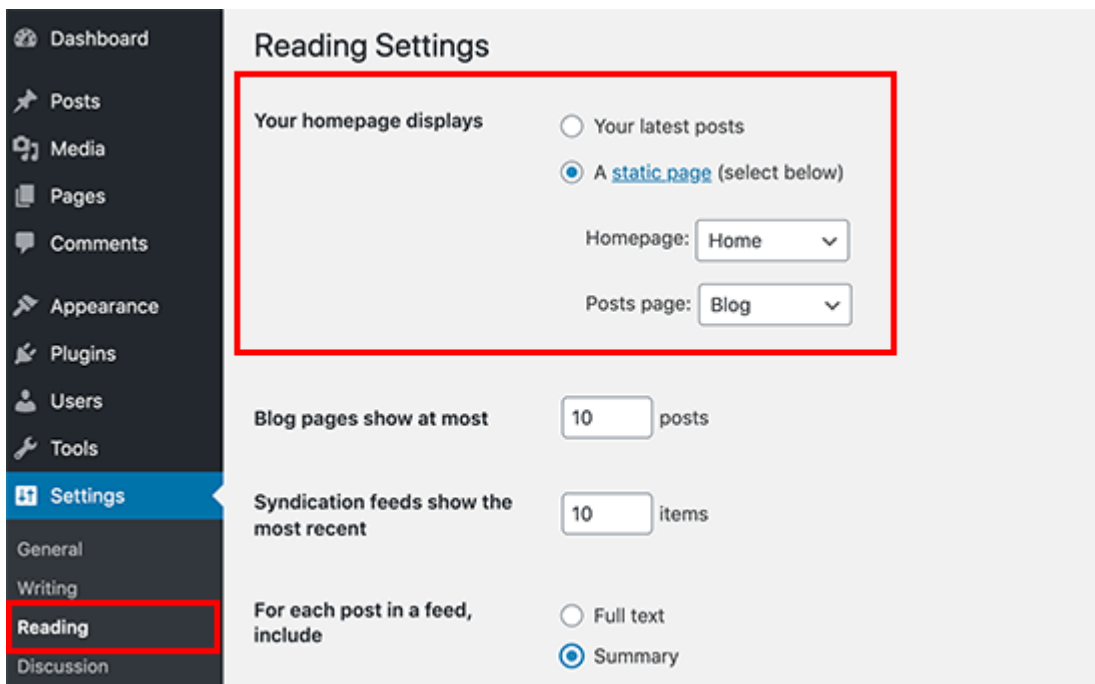 Dashboard
Posts
Media
Pages
Comments
Appearance
Plugins
Users
Tools
Settings
General
Writing
Reading
Discussion
Reading Settings
Your homepage displays
Your latest posts
A static page (select below)
Homepage: Home
Posts page: Blog
Blog pages show at most
10 posts
Syndication feeds show the
most recent
10 items
For each post in a feed,
include
Full text
Summary